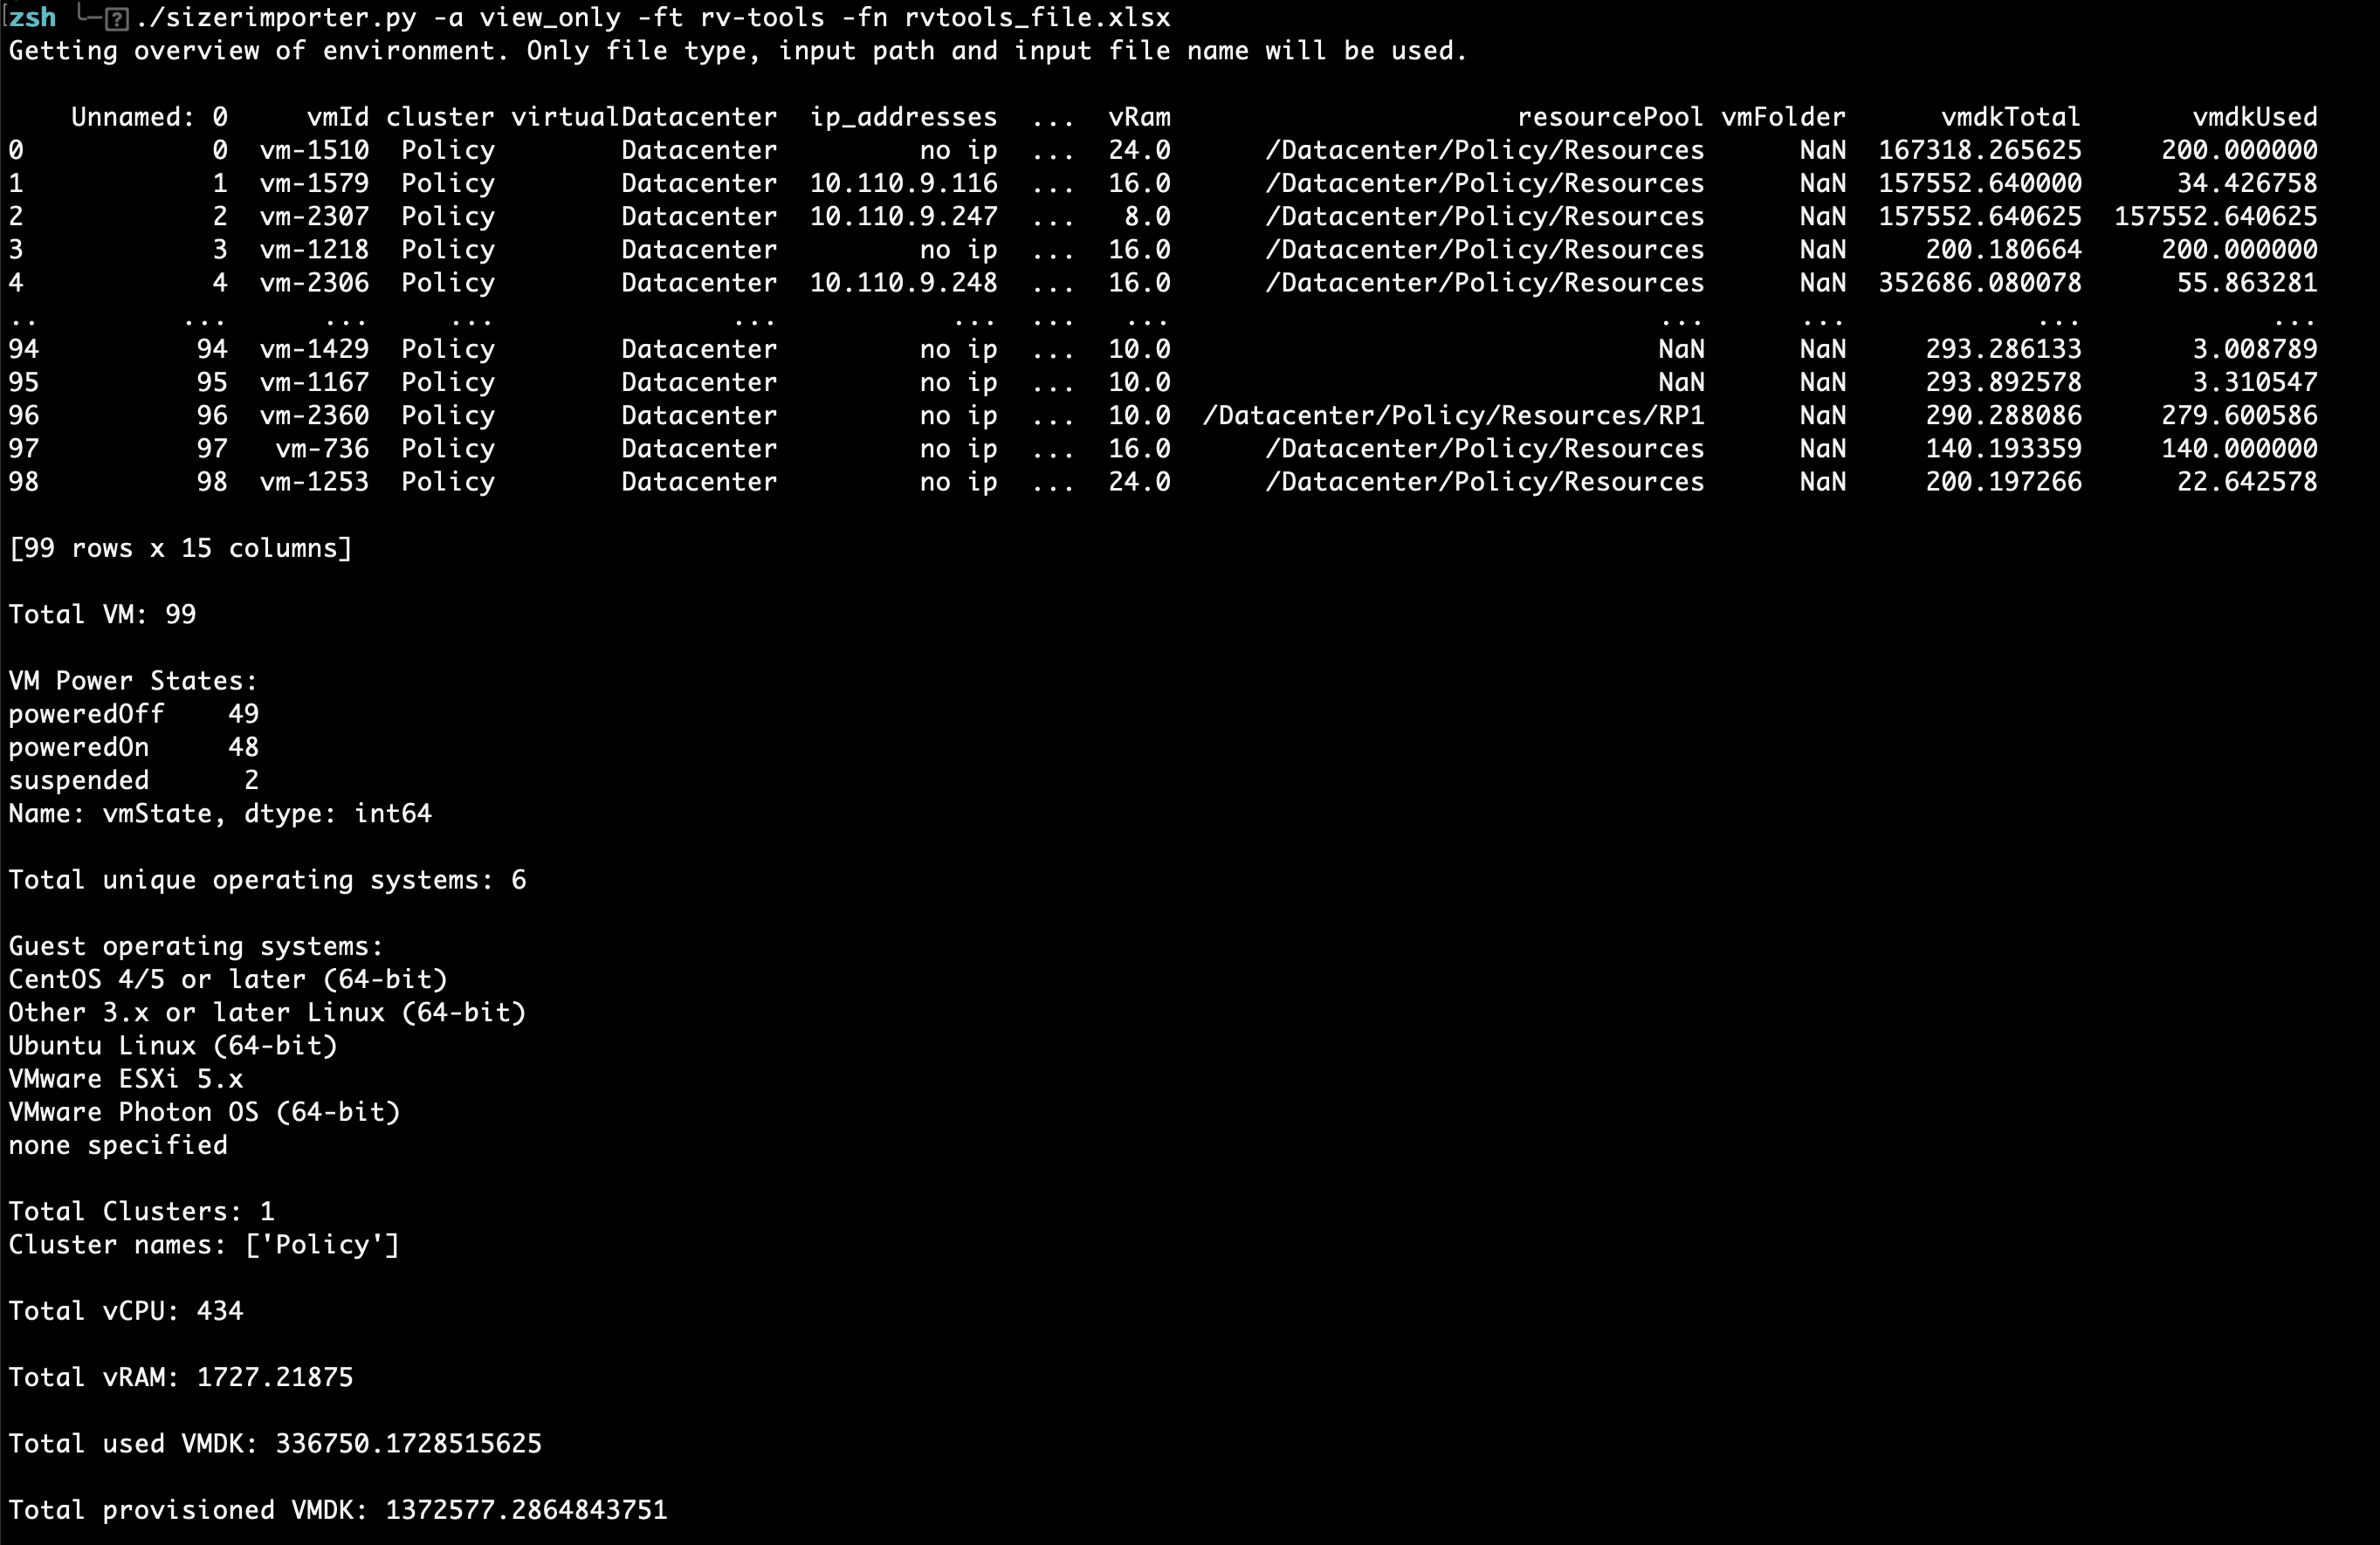 zsh ╰─? ./sizerimporter.py -a view_only -ft rv-tools -fn rvtools_file.xlsx
Getting overview of environment. Only file type, input path and input file name will be used.
Unnamed: 0 vmId cluster virtualDatacenter ip_addresses ... vRam resourcePool vmFolder vmdkTotal vmdkUsed
0 0 vm-1510 Policy Datacenter no ip ... 24.0 /Datacenter/Policy/Resources NaN 167318.265625 200.000000
1 1 vm-1579 Policy Datacenter 10.110.9.116 ... 16.0 /Datacenter/Policy/Resources NaN 157552.640000 34.426758
2 2 vm-2307 Policy Datacenter 10.110.9.247 ... 8.0 /Datacenter/Policy/Resources NaN 157552.640625 157552.640625
3 3 vm-1218 Policy Datacenter no ip ... 16.0 /Datacenter/Policy/Resources NaN 200.180664 200.000000
4 4 vm-2306 Policy Datacenter 10.110.9.248 ... 16.0 /Datacenter/Policy/Resources NaN 352686.080078 55.863281
.. ... ... ... ... ... ... ... ... ... ... ...
94 94 vm-1429 Policy Datacenter no ip ... 10.0 NaN NaN 293.286133 3.008789
95 95 vm-1167 Policy Datacenter no ip ... 10.0 NaN NaN 293.892578 3.310547
96 96 vm-2360 Policy Datacenter no ip ... 10.0 /Datacenter/Policy/Resources/RP1 NaN 290.288086 279.600586
97 97 vm-736 Policy Datacenter no ip ... 16.0 /Datacenter/Policy/Resources NaN 140.193359 140.000000
98 98 vm-1253 Policy Datacenter no ip ... 24.0 /Datacenter/Policy/Resources NaN 200.197266 22.642578
[99 rows x 15 columns]
Total VM: 99
VM Power States:
poweredOff 49
poweredOn 48
suspended 2
Name: vmState, dtype: int64
Total unique operating systems: 6
Guest operating systems:
CentOS 4/5 or later (64-bit)
Other 3.x or later Linux (64-bit)
Ubuntu Linux (64-bit)
VMware ESXi 5.x
VMware Photon OS (64-bit)
none specified
Total Clusters: 1
Cluster names: ['Policy']
Total vCPU: 434
Total vRAM: 1727.21875
Total used VMDK: 336750.1728515625
Total provisioned VMDK: 1372577.2864843751